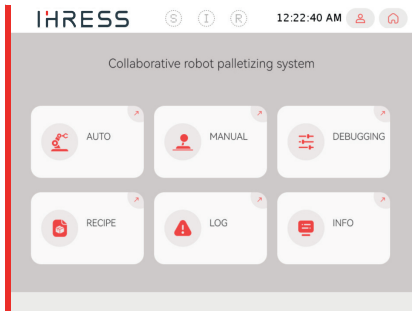 IHRESS S I R 12:22:40 AM
Collaborative robot palletizing system
AUTO MANUAL DEBUGGING
RECIPE LOG INFO